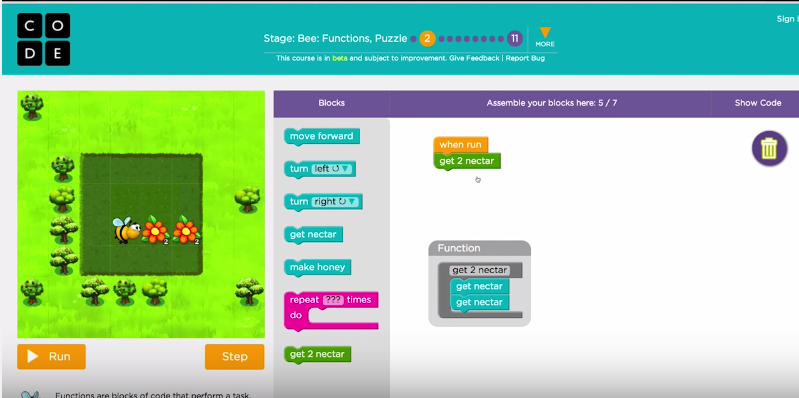 C O
D E
Sign i
Stage: Bee: Functions, Puzzle 2 11 MORE
This course is in beta and subject to improvement. Give Feedback | Report Bug
Blocks
Assemble your blocks here: 5 / 7
Show Code
move forward
turn left
turn right
get nectar
make honey
repeat ??? times
do
get 2 nectar
when run
get 2 nectar
Function
get 2 nectar
get nectar
get nectar
2 2
Run
Step
Functions are blocks of code that perform a task.